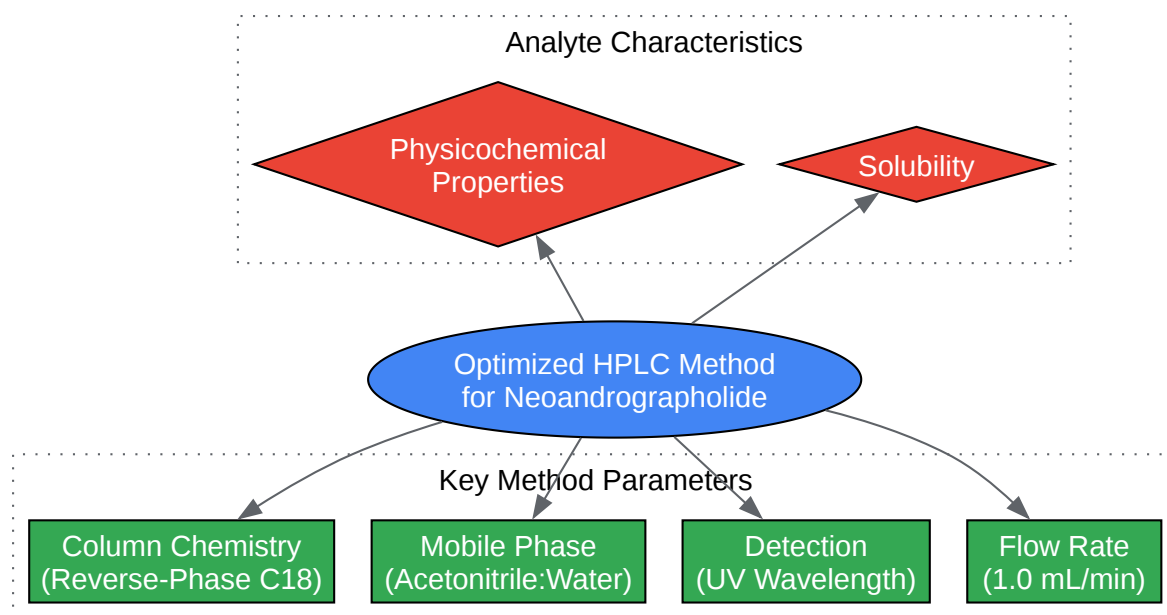 Analyte Characteristics
Physicochemical
Properties
Solubility
Optimized HPLC Method
for Neoandrographolide
Key Method Parameters
Column Chemistry
(Reverse-Phase C18)
Mobile Phase
(Acetonitrile:Water)
Detection
(UV Wavelength)
Flow Rate
(1.0 mL/min)